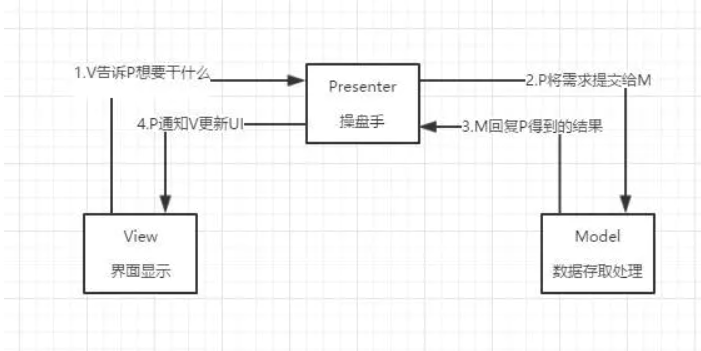 1.V告诉P想要干什么
Presenter
操盘手
2.P将需求提交给M
4.P通知V更新UI
3.M回复P得到的结果
View
界面显示
Model
数据存取处理